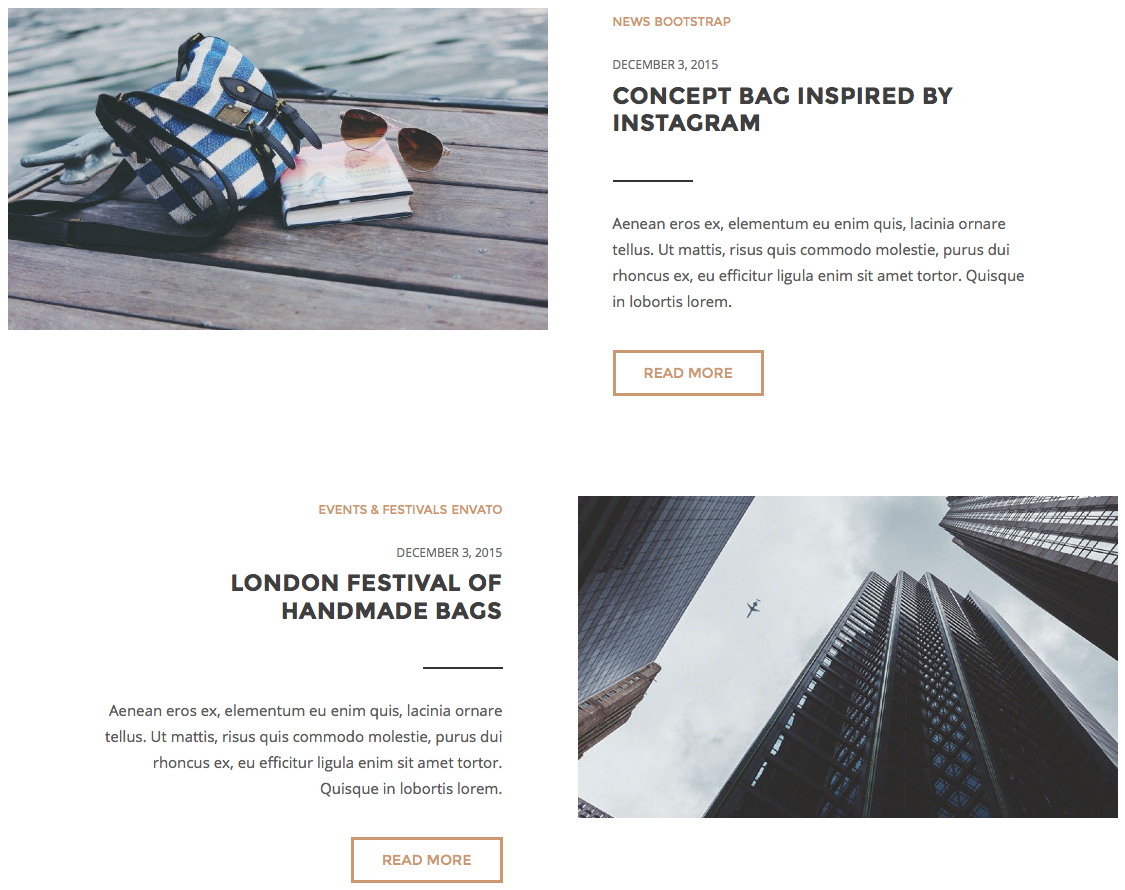 NEWS BOOTSTRAP
DECEMBER 3, 2015
CONCEPT BAG INSPIRED BY
INSTAGRAM
Aenean eros ex, elementum eu enim quis, lacinia ornare
tellus. Ut mattis, risus quis commodo molestie, purus dui
rhoncus ex, eu efficitur ligula enim sit amet tortor. Quisque
in lobortis lorem.
READ MORE
EVENTS & FESTIVALS ENVATO
DECEMBER 3, 2015
LONDON FESTIVAL OF
HANDMADE BAGS
Aenean eros ex, elementum eu enim quis, lacinia ornare
tellus. Ut mattis, risus quis commodo molestie, purus dui
rhoncus ex, eu efficitur ligula enim sit amet tortor.
Quisque in lobortis lorem.
READ MORE